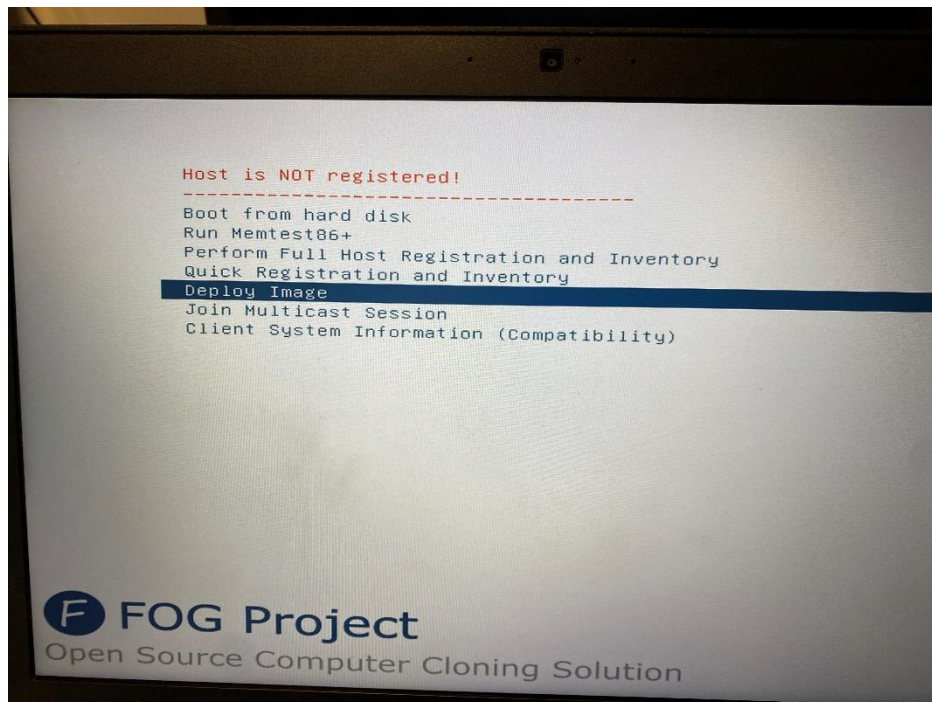 Host is NOT registered!
--------------------------------------
Boot from hard disk
Run Memtest86+
Perform Full Host Registration and Inventory
Quick Registration and Inventory
Deploy Image
Join Multicast Session
Client System Information (Compatibility)
F FOG Project
Open Source Computer Cloning Solution